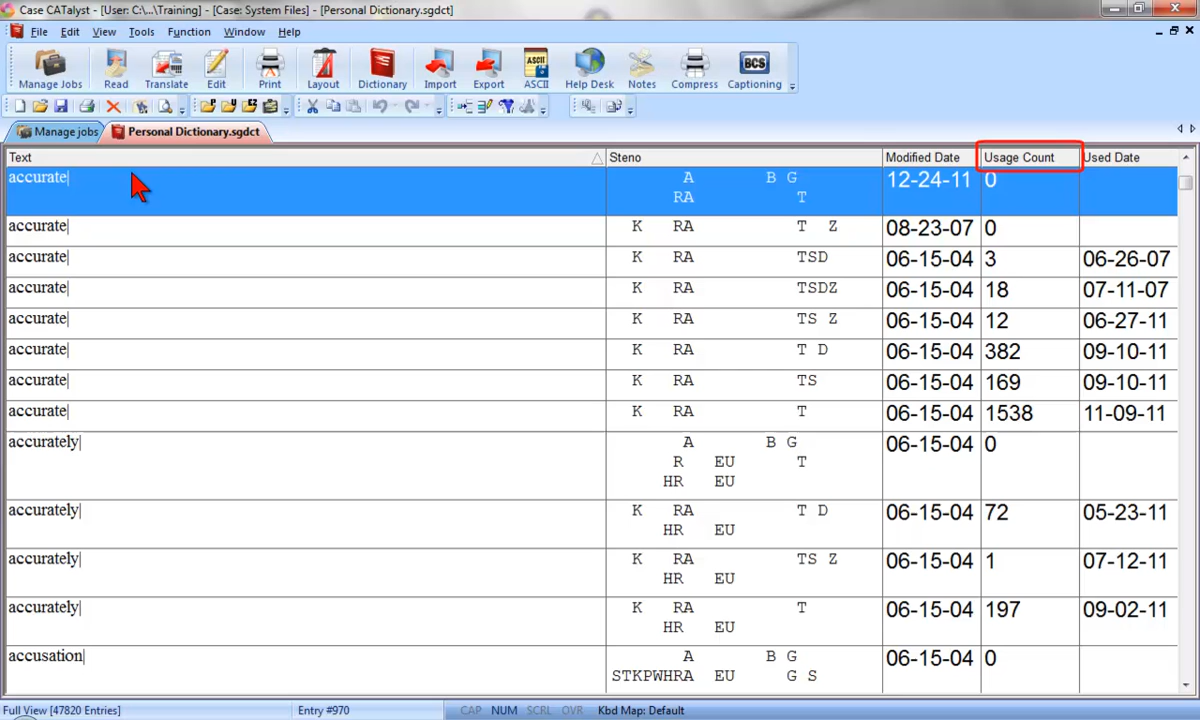 Case CATalyst - [User: C:\...\Training] - [Case: System Files] - [Personal Dictionary.sgdct]
File Edit View Tools Function Window Help
Manage Jobs Read Translate Edit Print Layout Dictionary Import Export ASCII Help Desk Notes Compress BCS Captioning
Manage jobs Personal Dictionary.sgdct
Text Steno Modified Date Usage Count Used Date
accurate| A B G 12-24-11 0
RA T
accurate| K RA T Z 08-23-07 0
accurate| K RA TSD 06-15-04 3 06-26-07
accurate| K RA TSDZ 06-15-04 18 07-11-07
accurate| K RA TS Z 06-15-04 12 06-27-11
accurate| K RA T D 06-15-04 382 09-10-11
accurate| K RA TS 06-15-04 169 09-10-11
accurate| K RA T 06-15-04 1538 11-09-11
accurately| A B G 06-15-04 0
R EU T
HR EU
accurately| K RA T D 06-15-04 72 05-23-11
HR EU
accurately| K RA TS Z 06-15-04 1 07-12-11
HR EU
accurately| K RA T 06-15-04 197 09-02-11
HR EU
accusation| A B G 06-15-04 0
STKPWHRA EU G S
Full View [47820 Entries] Entry #970 CAP NUM SCRL OVR Kbd Map: Default